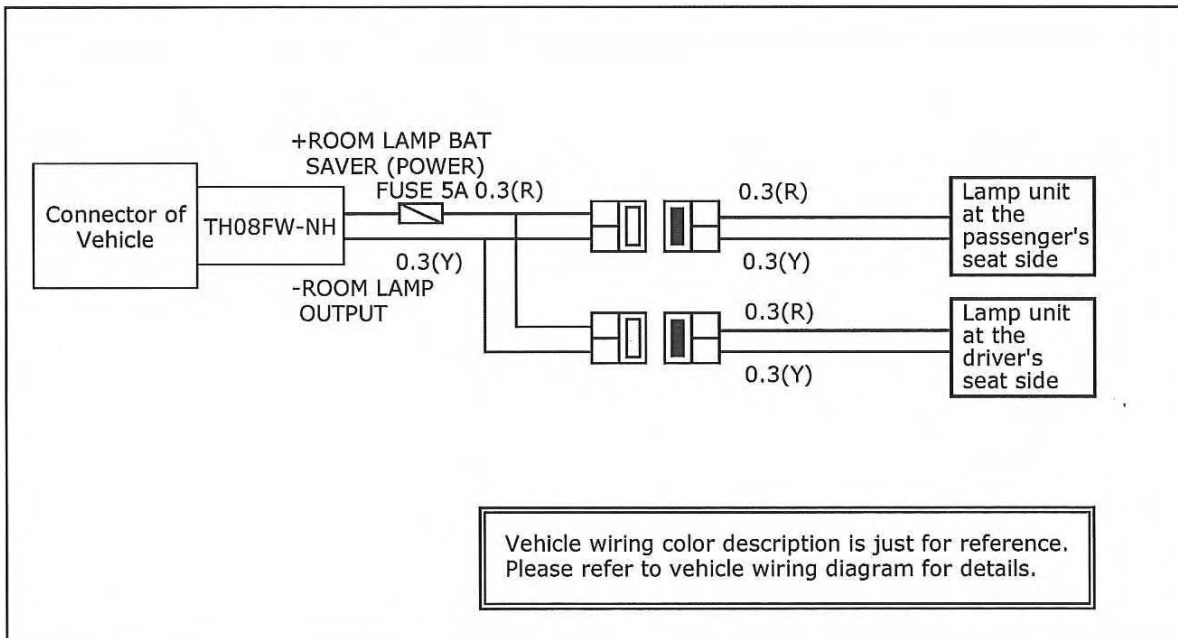 +ROOM LAMP BAT
SAVER (POWER)
FUSE 5A 0.3(R)
Connector of
Vehicle
TH08FW-NH
0.3(Y)
-ROOM LAMP
OUTPUT
0.3(R)
0.3(Y)
Lamp unit
at the
passenger's
seat side
0.3(R)
0.3(Y)
Lamp unit
at the
driver's
seat side
Vehicle wiring color description is just for reference.
Please refer to vehicle wiring diagram for details.